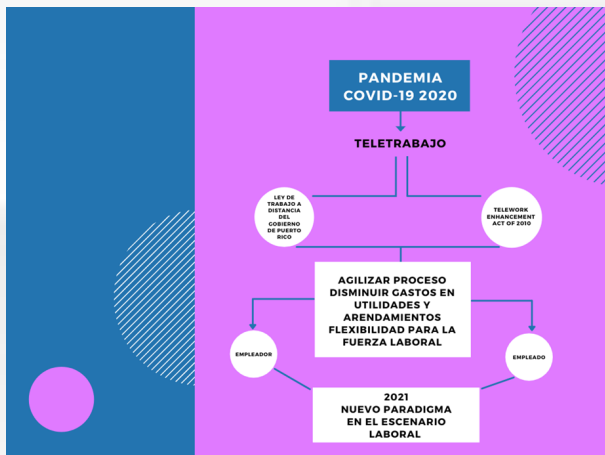 PANDEMIA
COVID-19 2020
TELETRABAJO
LEY DE
TRABAJO A
DISTANCIA
DEL
GOBIERNO
DE PUERTO
RICO
TELEWORK
ENHANCEMENT
ACT OF 2010
AGILIZAR PROCESO
DISMINUIR GASTOS EN
UTILIDADES Y
ARENDAMIENTOS
FLEXIBILIDAD PARA LA
FUERZA LABORAL
EMPLEADOR
EMPLEADO
2021
NUEVO PARADIGMA
EN EL ESCENARIO
LABORAL